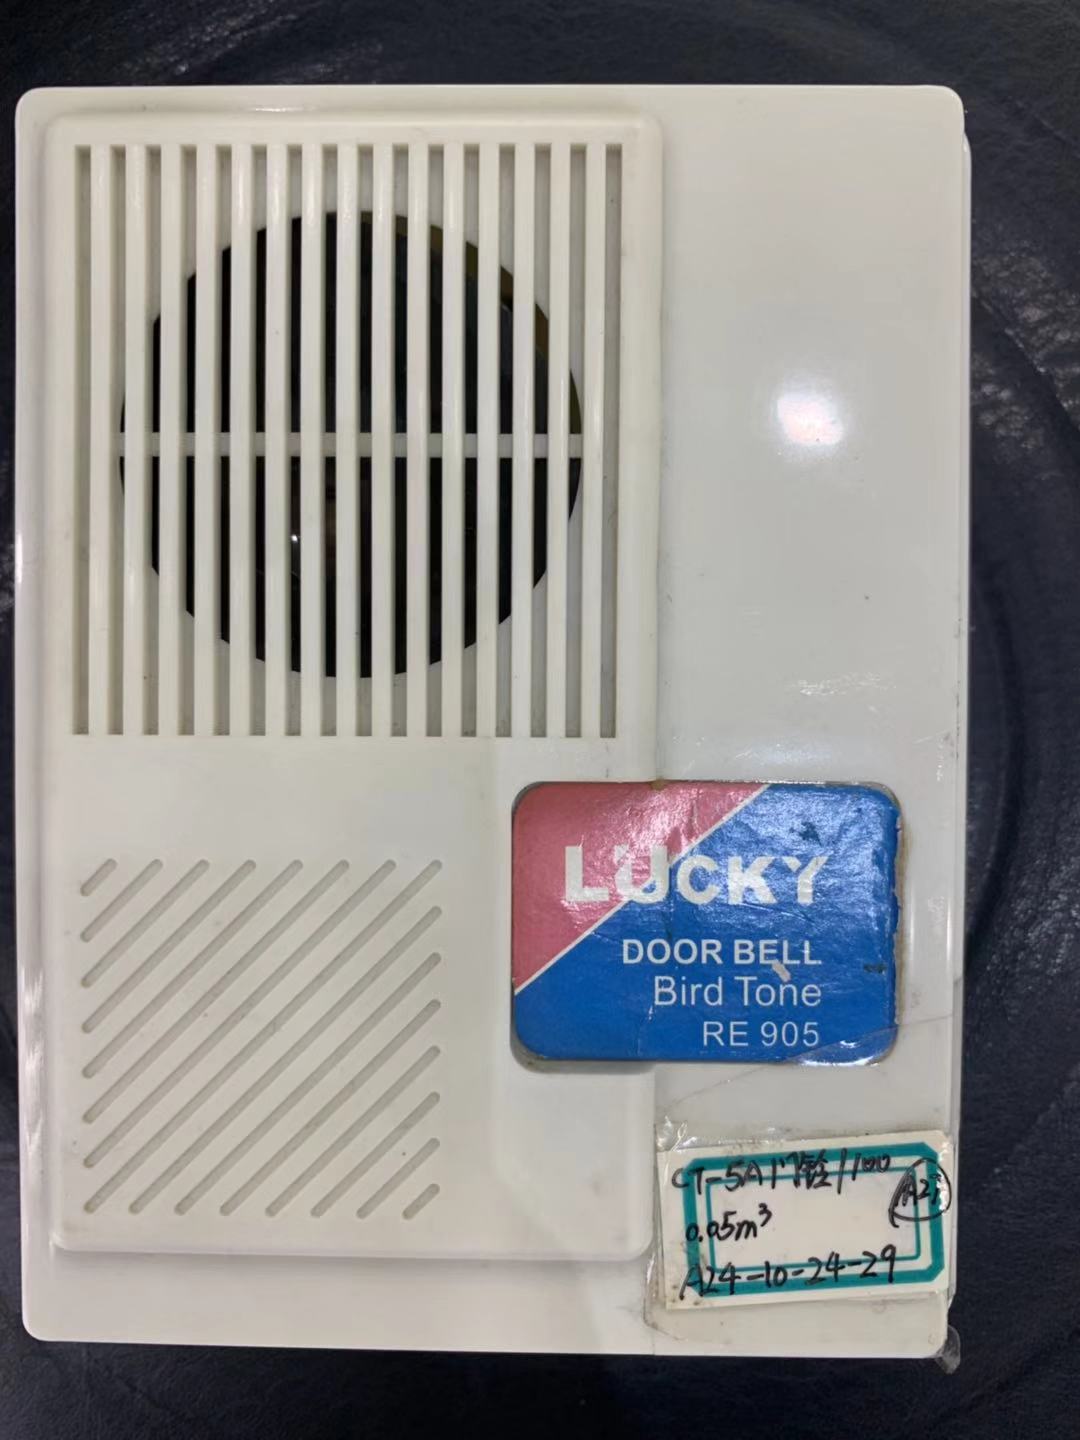 LUCKY
DOOR BELL
Bird Tone
RE 905
CT-5A门铃/100
0.05m³
A24-10-24-29